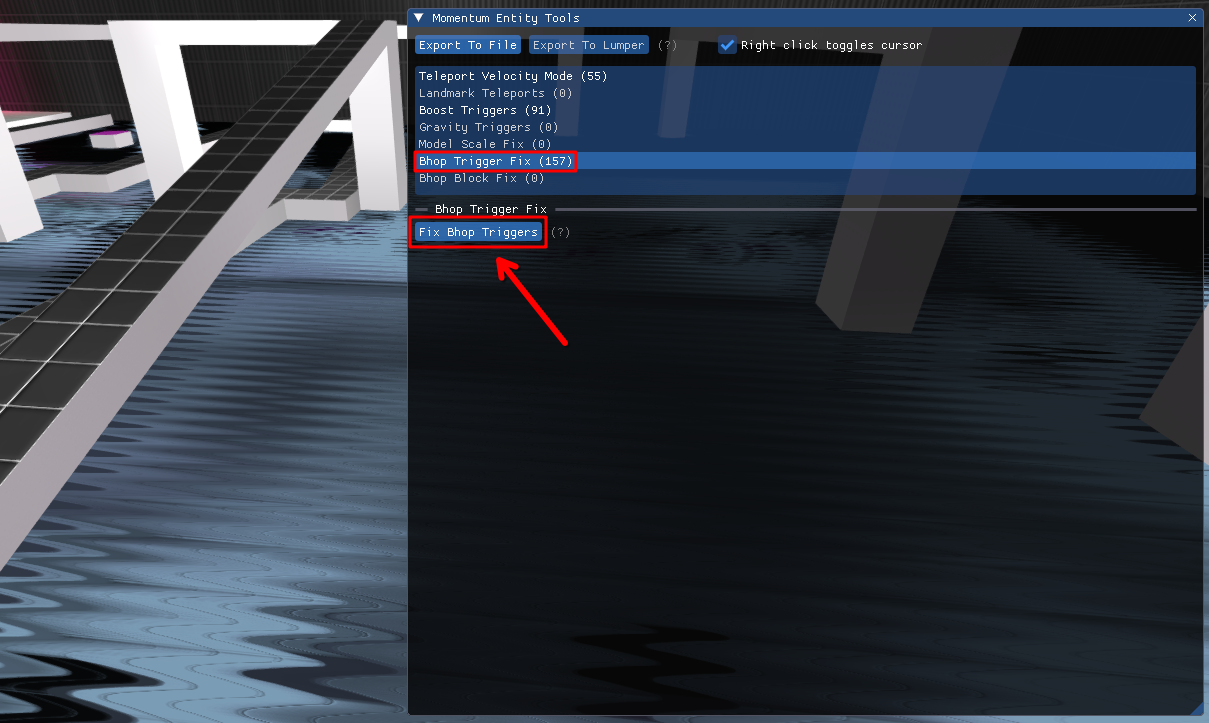 Momentum Entity Tools
Export To File Export To Lumper (?) Right click toggles cursor
Teleport Velocity Mode (55)
Landmark Teleports (0)
Boost Triggers (91)
Gravity Triggers (0)
Model Scale Fix (0)
Bhop Trigger Fix (157)
Bhop Block Fix (0)
Bhop Trigger Fix
Fix Bhop Triggers (?)